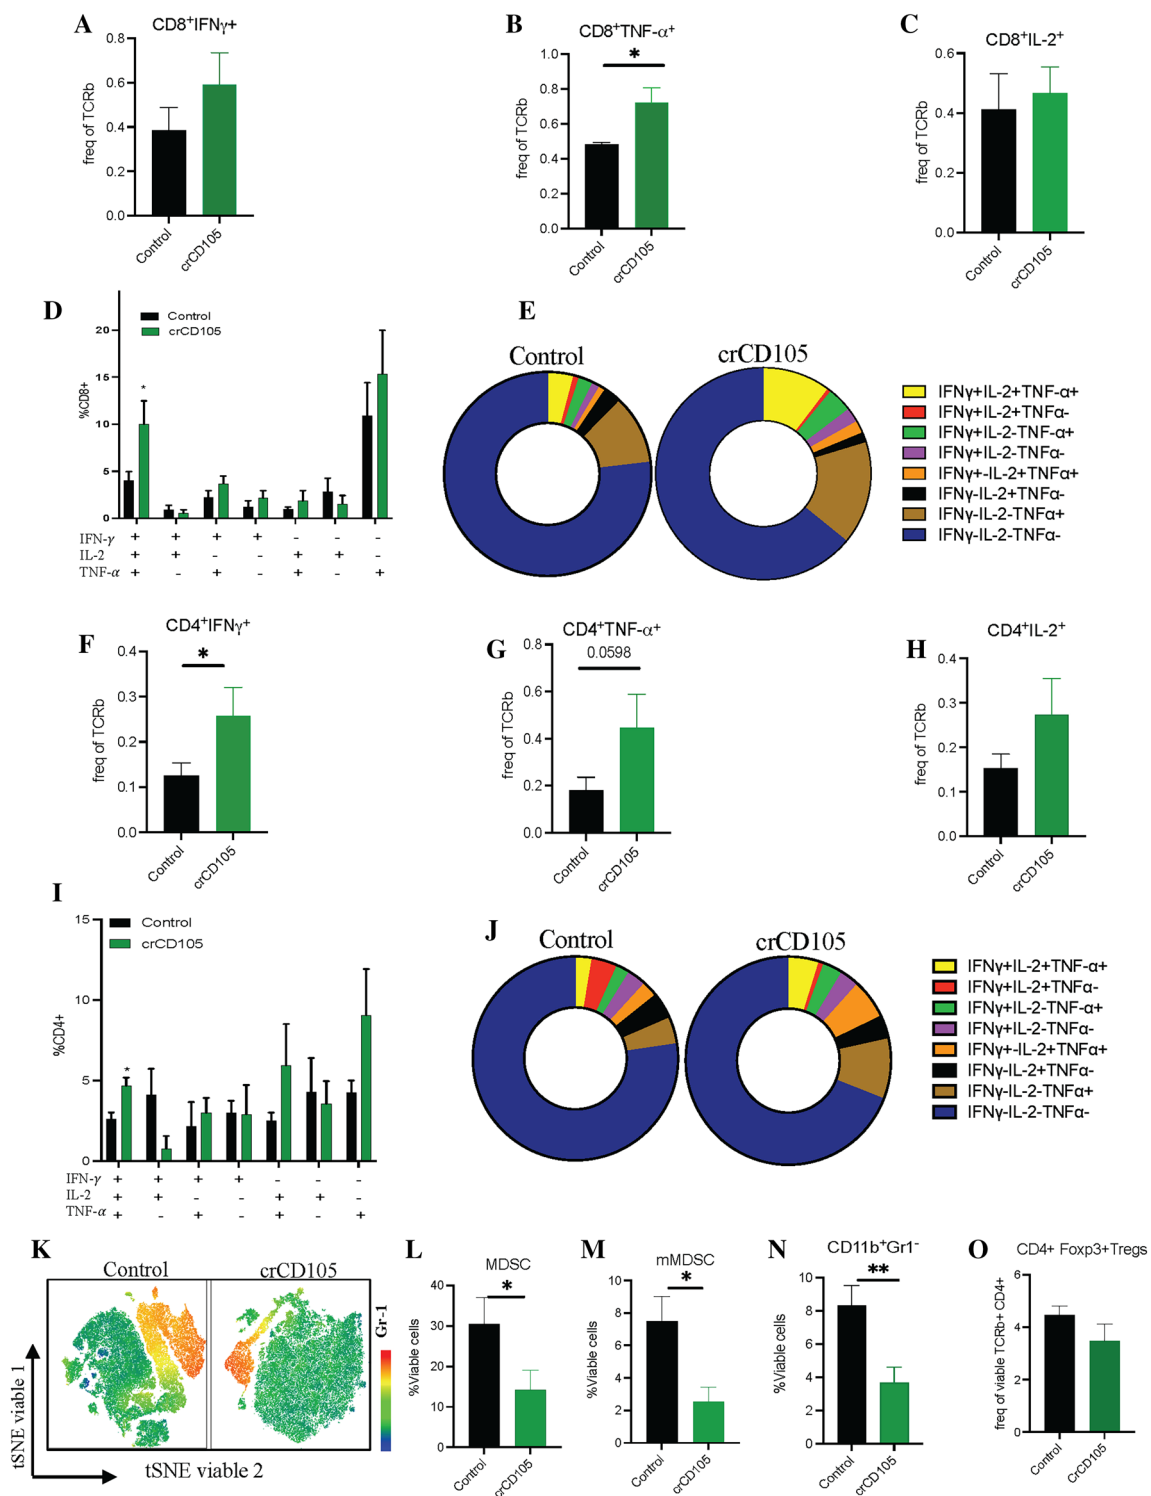 A
CD8+IFNγ+
freq of TCRb
0.8
0.6
0.4
0.2
0.0
Control
crCD105
B
CD8+TNF-α+
*
freq of TCRb
1.0
0.8
0.6
0.4
0.2
0.0
Control
crCD105
C
CD8+IL-2+
freq of TCRb
0.6
0.4
0.2
0.0
Control
crCD105
D
Control
crCD105
%CD8+
20
15
10
5
0
*
IFN-γ + + + + - - -
IL-2 + + - - + + -
TNF-α + - + - + - +
E
Control
crCD105
IFNγ+IL-2+TNF-α+
IFNγ+IL-2+TNFα-
IFNγ+IL-2-TNF-α+
IFNγ+IL-2-TNFα-
IFNγ+-IL-2+TNFα+
IFNγ-IL-2+TNFα-
IFNγ-IL-2-TNFα+
IFNγ-IL-2-TNFα-
F
CD4+IFNγ+
*
freq of TCRb
0.4
0.3
0.2
0.1
0.0
Control
crCD105
G
CD4+TNF-α+
0.0598
freq of TCRb
0.8
0.6
0.4
0.2
0.0
Control
crCD105
H
CD4+IL-2+
freq of TCRb
0.4
0.3
0.2
0.1
0.0
Control
crCD105
I
Control
crCD105
%CD4+
15
10
5
0
*
IFN-γ + + + + - - -
IL-2 + + - - + + -
TNF-α + - + - + - +
J
Control
crCD105
IFNγ+IL-2+TNF-α+
IFNγ+IL-2+TNFα-
IFNγ+IL-2-TNF-α+
IFNγ+IL-2-TNFα-
IFNγ+-IL-2+TNFα+
IFNγ-IL-2+TNFα-
IFNγ-IL-2-TNFα+
IFNγ-IL-2-TNFα-
K
Control
crCD105
Gr-1
tSNE viable 1
tSNE viable 2
L
MDSC
*
%Viable cells
40
30
20
10
0
Control
crCD105
M
mMDSC
*
%Viable cells
10
8
6
4
2
0
Control
crCD105
N
CD11b+Gr1-
**
%Viable cells
10
8
6
4
2
0
Control
crCD105
O
CD4+ Foxp3+Tregs
freq of viable TCRb+ CD4+
6
4
2
0
Control
CrCD105